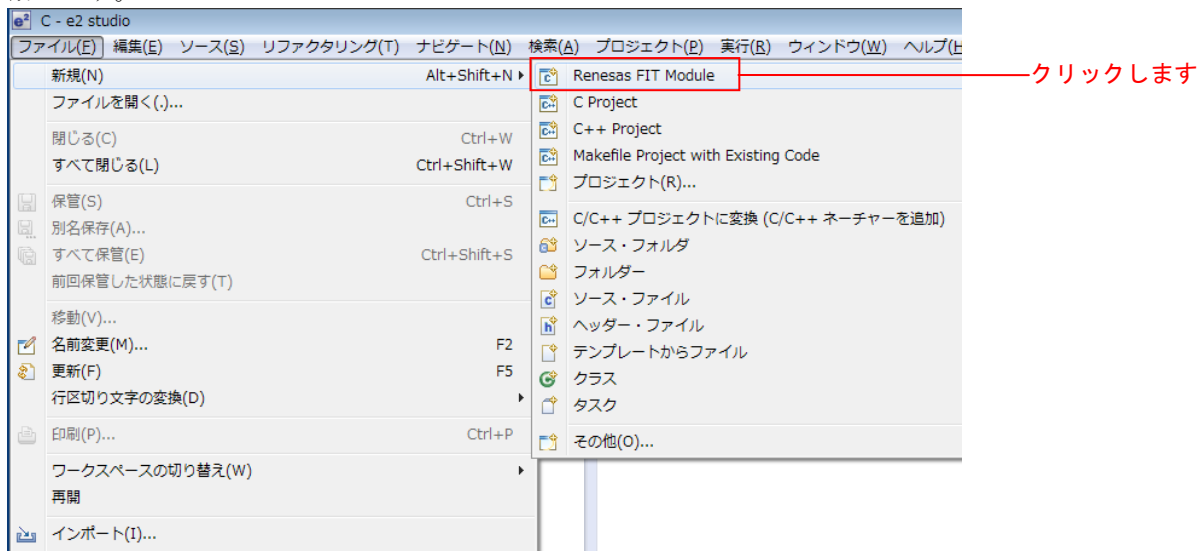 C - e2 studio
ファイル(F) 編集(E) ソース(S) リファクタリング(T) ナビゲート(N) 検索(A) プロジェクト(P) 実行(R) ウィンドウ(W) ヘルプ(H
新規(N) Alt+Shift+N
ファイルを開く(.)...
閉じる(C) Ctrl+W
すべて閉じる(L) Ctrl+Shift+W
保管(S) Ctrl+S
別名保存(A)...
すべて保管(E) Ctrl+Shift+S
前回保管した状態に戻す(T)
移動(V)...
名前変更(M)... F2
更新(F) F5
行区切り文字の変換(D)
印刷(P)... Ctrl+P
ワークスペースの切り替え(W)
再開
インポート(I)...
Renesas FIT Module
C Project
C++ Project
Makefile Project with Existing Code
プロジェクト(R)...
C/C++ プロジェクトに変換 (C/C++ ネーチャーを追加)
ソース・フォルダ
フォルダー
ソース・ファイル
ヘッダー・ファイル
テンプレートからファイル
クラス
タスク
その他(O)...
クリックします